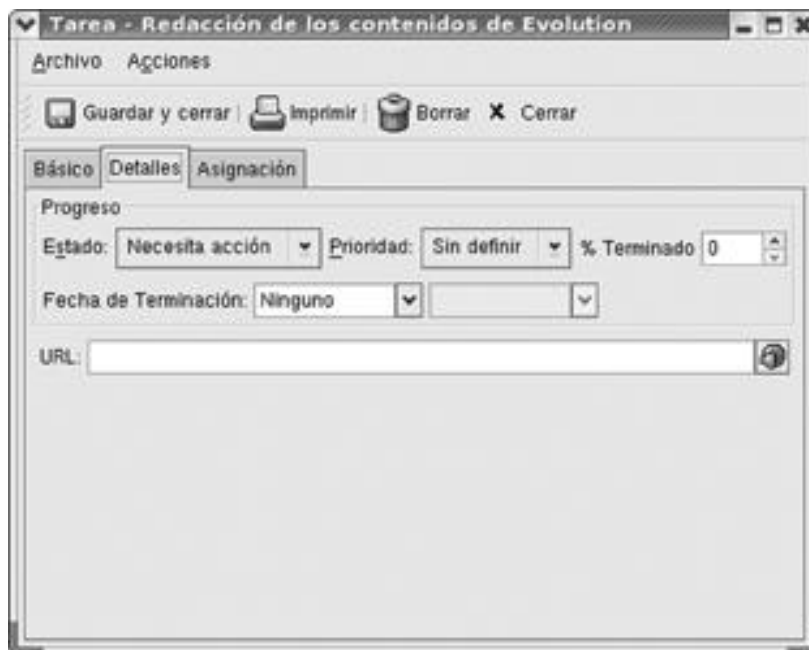 Tarea - Redacción de los contenidos de Evolution
Archivo Acciones
Guardar y cerrar Imprimir Borrar Cerrar
Básico Detalles Asignación
Progreso
Estado: Necesita acción Prioridad: Sin definir % Terminado 0
Fecha de Terminación: Ninguno
URL: